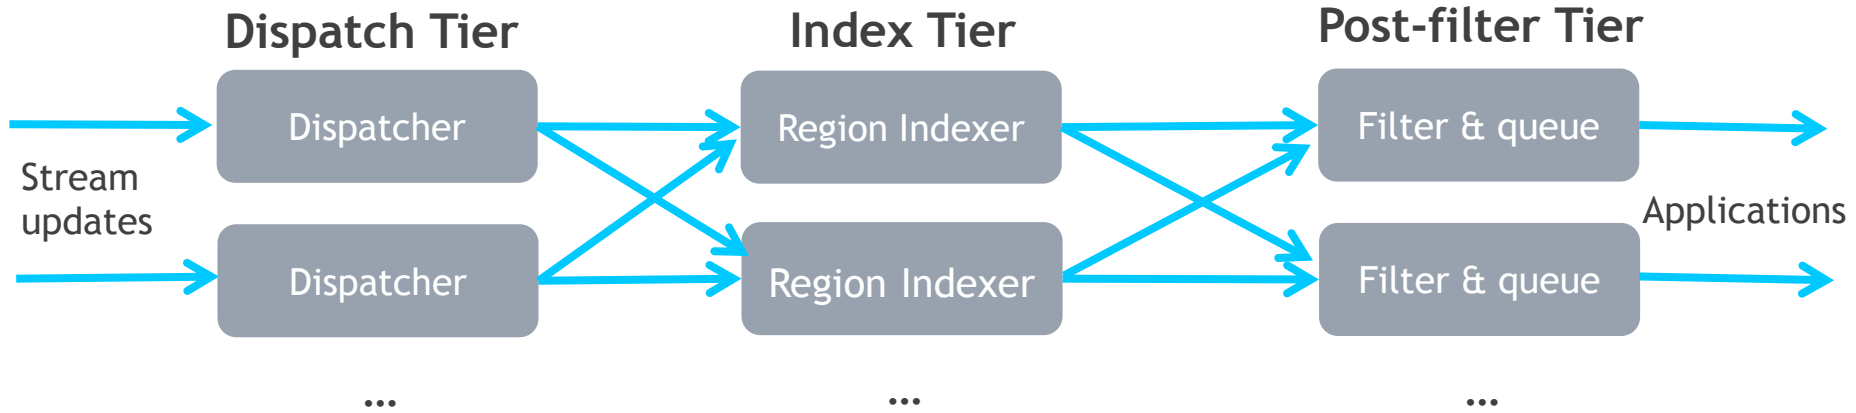 Dispatch Tier
Index Tier
Post-filter Tier
Dispatcher
Region Indexer
Filter & queue
Stream
updates
Applications
Dispatcher
Region Indexer
Filter & queue
...
...
...